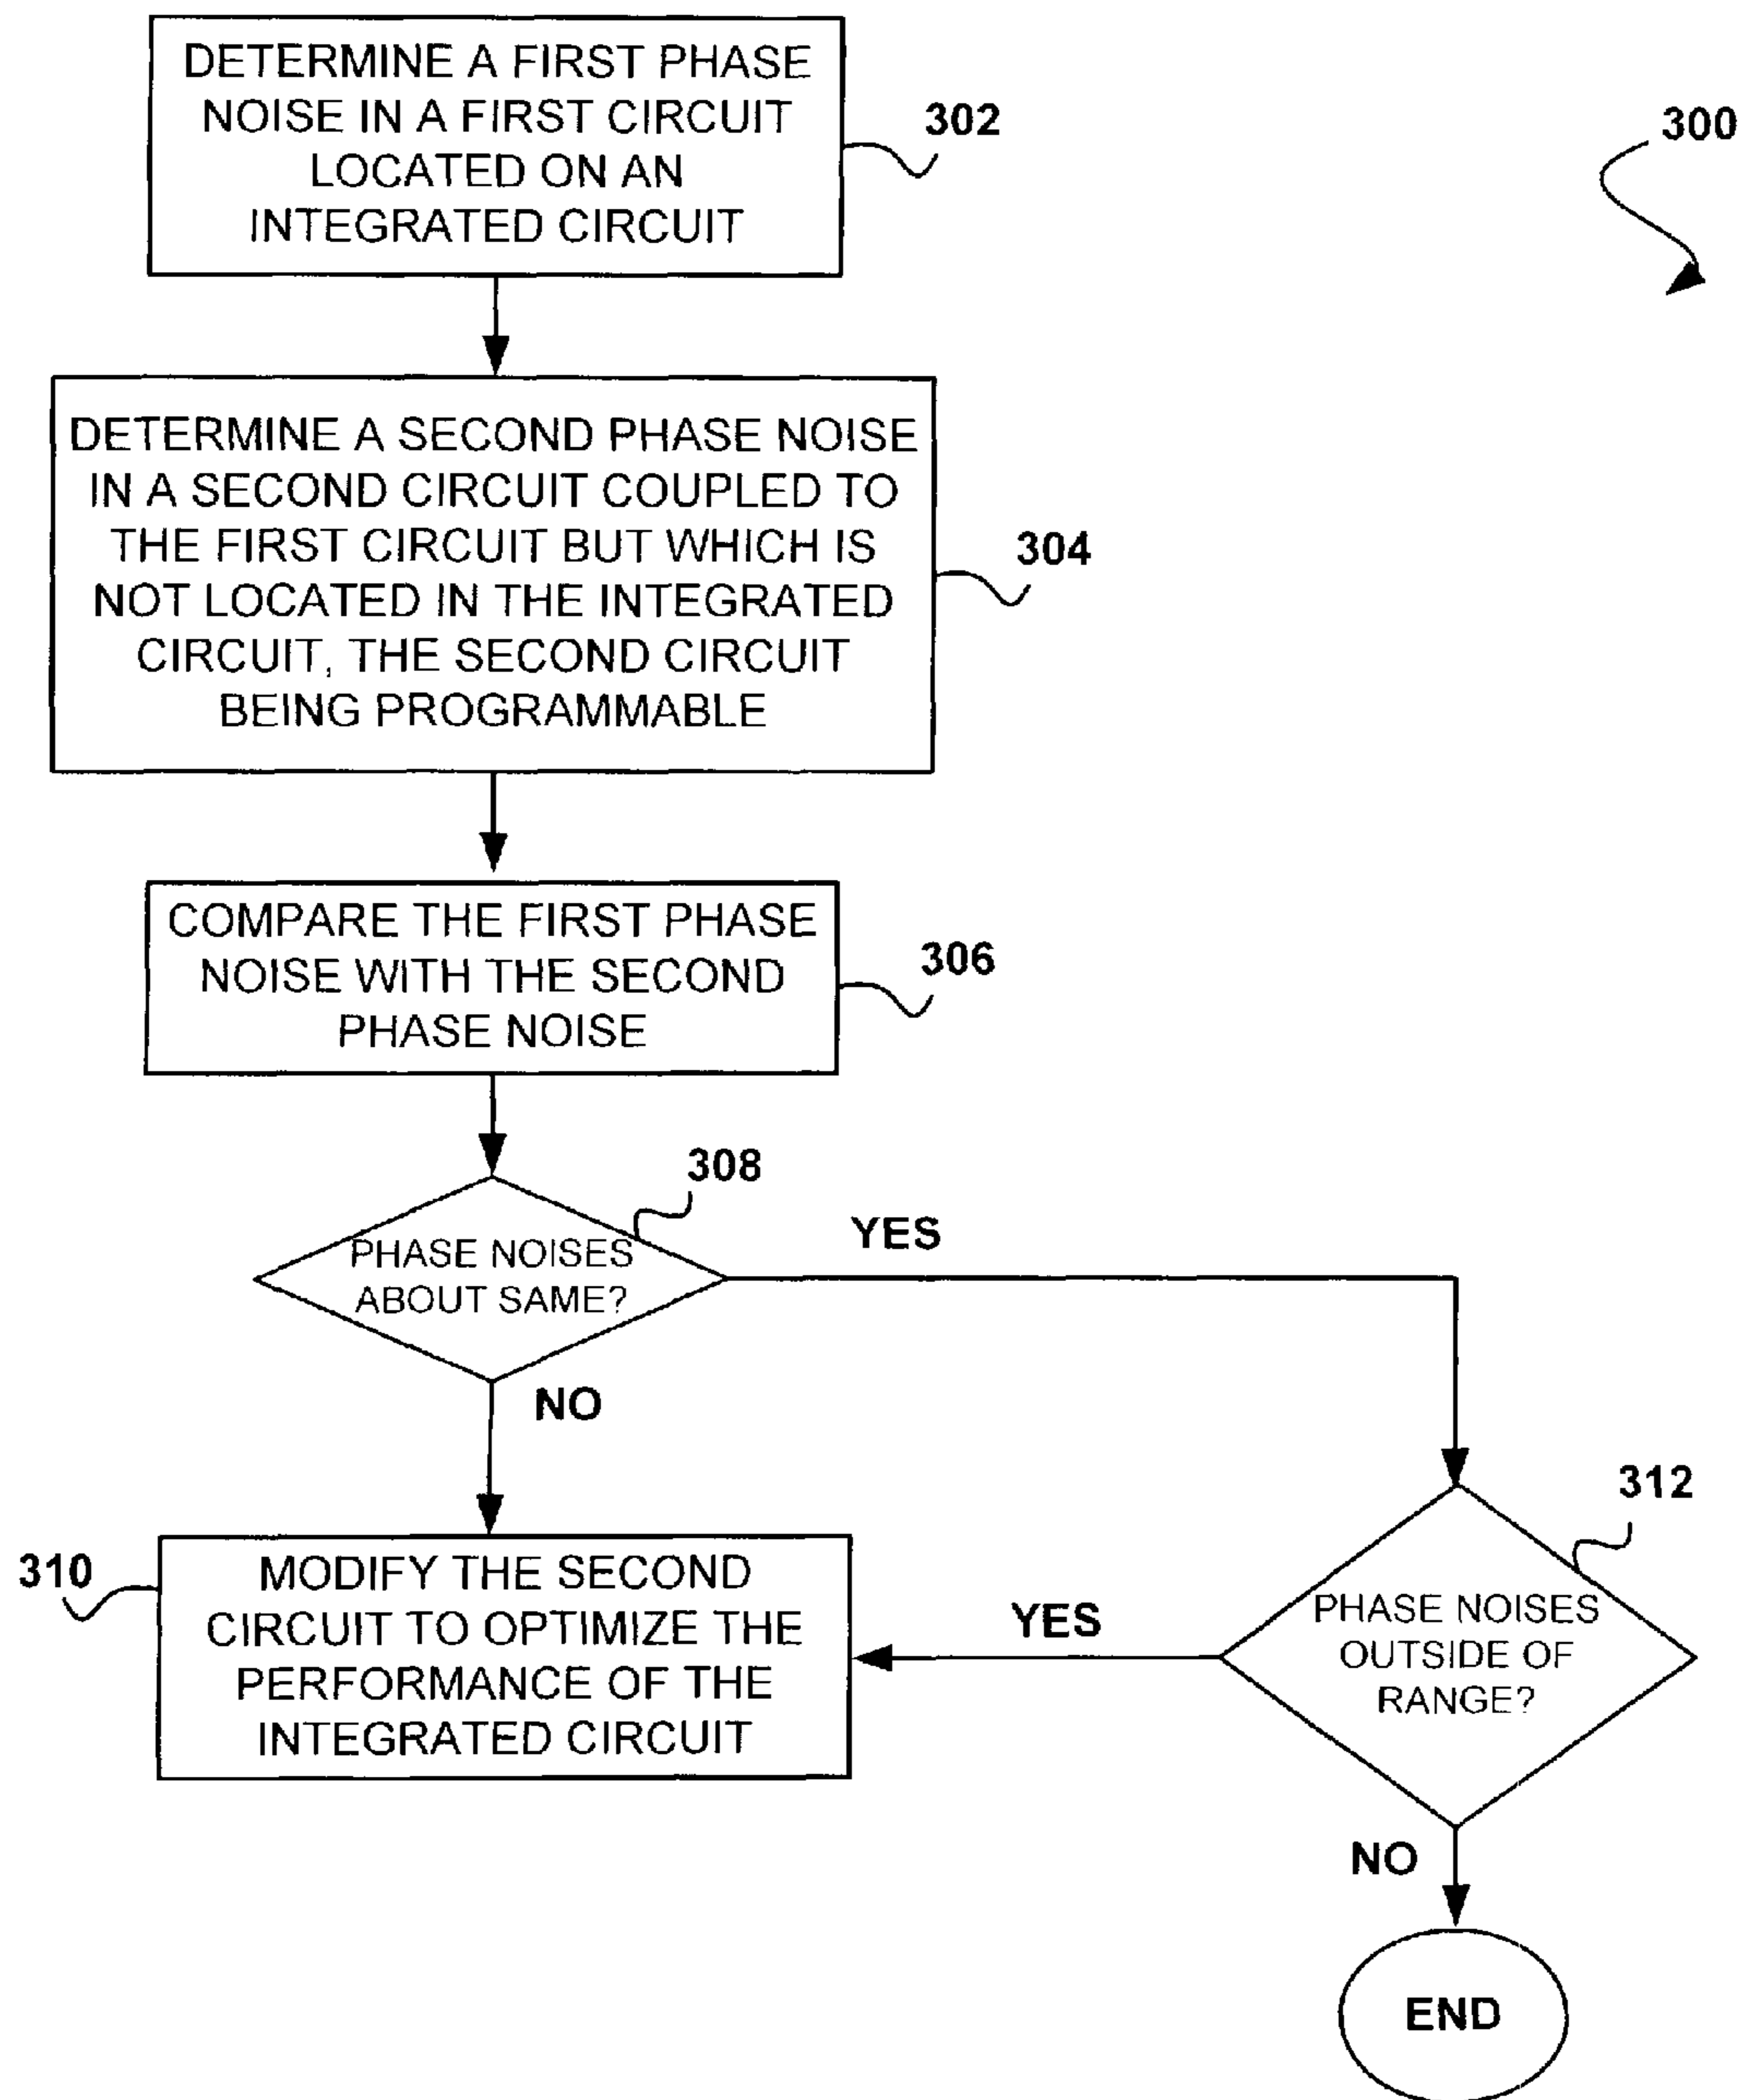 DETERMINE A FIRST PHASE
NOISE IN A FIRST CIRCUIT
LOCATED ON AN
INTEGRATED CIRCUIT
302
300
DETERMINE A SECOND PHASE NOISE
IN A SECOND CIRCUIT COUPLED TO
THE FIRST CIRCUIT BUT WHICH IS
NOT LOCATED IN THE INTEGRATED
CIRCUIT, THE SECOND CIRCUIT
BEING PROGRAMMABLE
304
COMPARE THE FIRST PHASE
NOISE WITH THE SECOND
PHASE NOISE
306
308
PHASE NOISES
ABOUT SAME?
YES
NO
310
MODIFY THE SECOND
CIRCUIT TO OPTIMIZE THE
PERFORMANCE OF THE
INTEGRATED CIRCUIT
YES
312
PHASE NOISES
OUTSIDE OF
RANGE?
NO
END